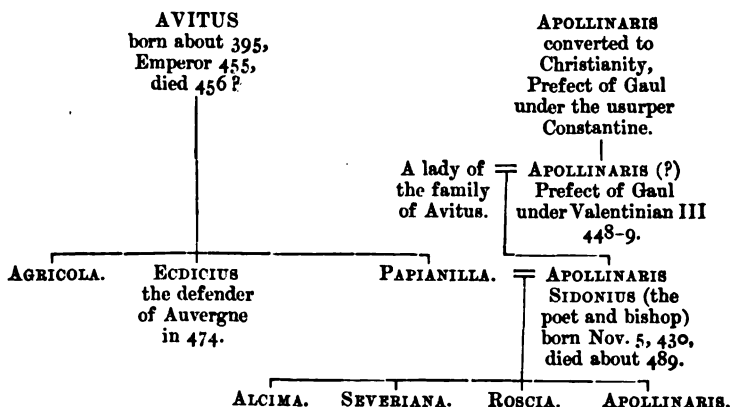 AVITUS
born about 395,
Emperor 455,
died 456?
APOLLINARIS
converted to
Christianity,
Prefect of Gaul
under the usurper
Constantine.
A lady of
the family
of Avitus.
APOLLINARIS (?)
Prefect of Gaul
under Valentinian III
448-9.
AGRICOLA.
ECDICIUS
the defender
of Auvergne
in 474.
PAPIANILLA.
APOLLINARIS
SIDONIUS (the
poet and bishop)
born Nov. 5, 430,
died about 489.
ALCIMA. SEVERIANA. ROSCIA. APOLLINARIS.